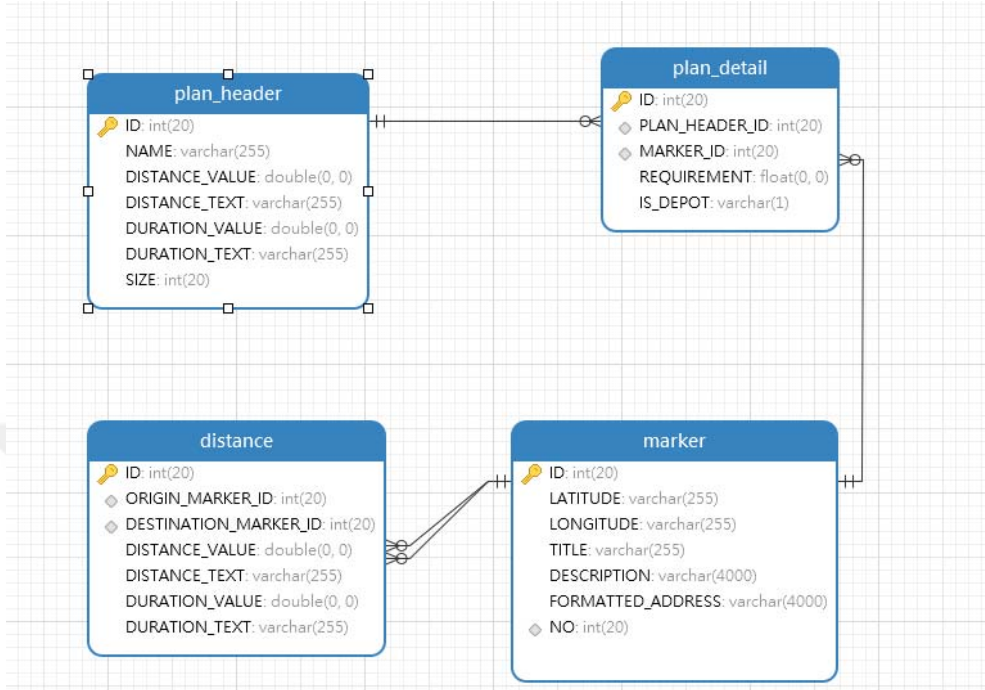 plan_header
ID: int(20)
NAME: varchar(255)
DISTANCE_VALUE: double(0, 0)
DISTANCE_TEXT: varchar(255)
DURATION_VALUE: double(0, 0)
DURATION_TEXT: varchar(255)
SIZE: int(20)
plan_detail
ID: int(20)
PLAN_HEADER_ID: int(20)
MARKER_ID: int(20)
REQUIREMENT: float(0, 0)
IS_DEPOT: varchar(1)
distance
ID: int(20)
ORIGIN_MARKER_ID: int(20)
DESTINATION_MARKER_ID: int(20)
DISTANCE_VALUE: double(0, 0)
DISTANCE_TEXT: varchar(255)
DURATION_VALUE: double(0, 0)
DURATION_TEXT: varchar(255)
marker
ID: int(20)
LATITUDE: varchar(255)
LONGITUDE: varchar(255)
TITLE: varchar(255)
DESCRIPTION: varchar(4000)
FORMATTED_ADDRESS: varchar(4000)
NO: int(20)